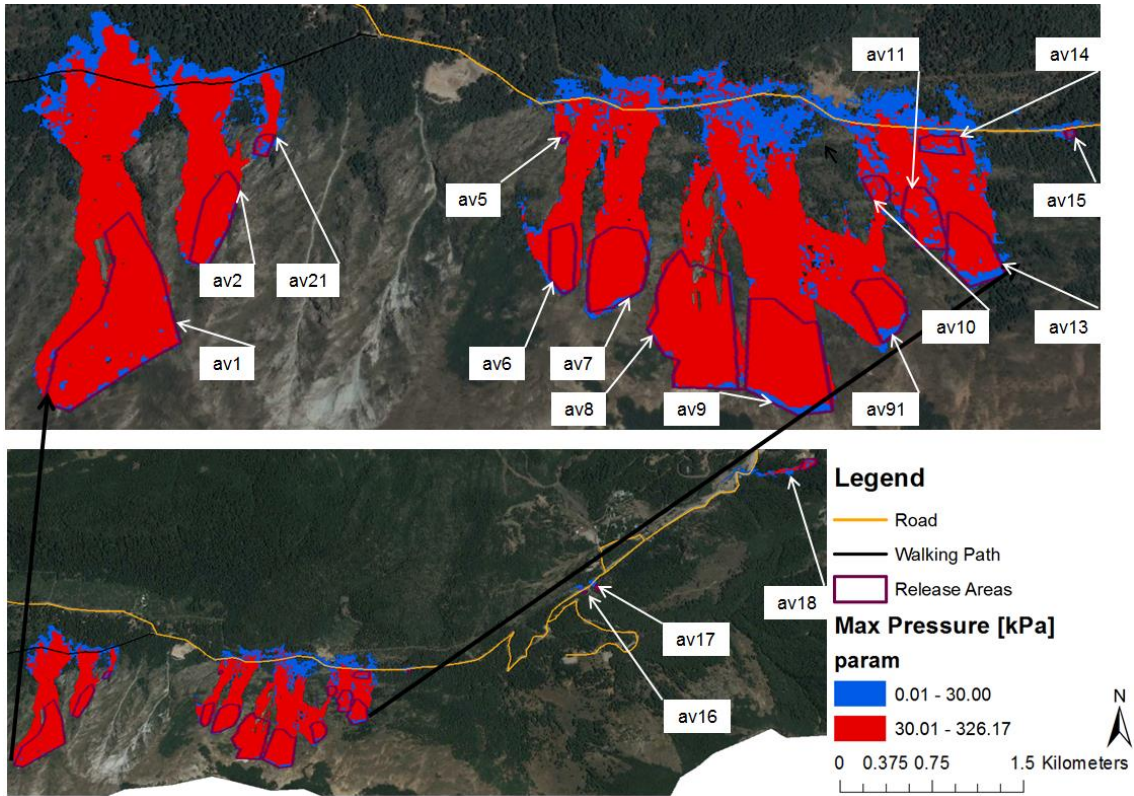 av11
av14
av5
av15
av2
av21
av10
av13
av1
av6
av7
av8
av9
av91
Legend
Road
Walking Path
Release Areas
Max Pressure [kPa]
param
0.01 - 30.00
30.01 - 326.17
N
0 0.375 0.75 1.5 Kilometers
av18
av17
av16